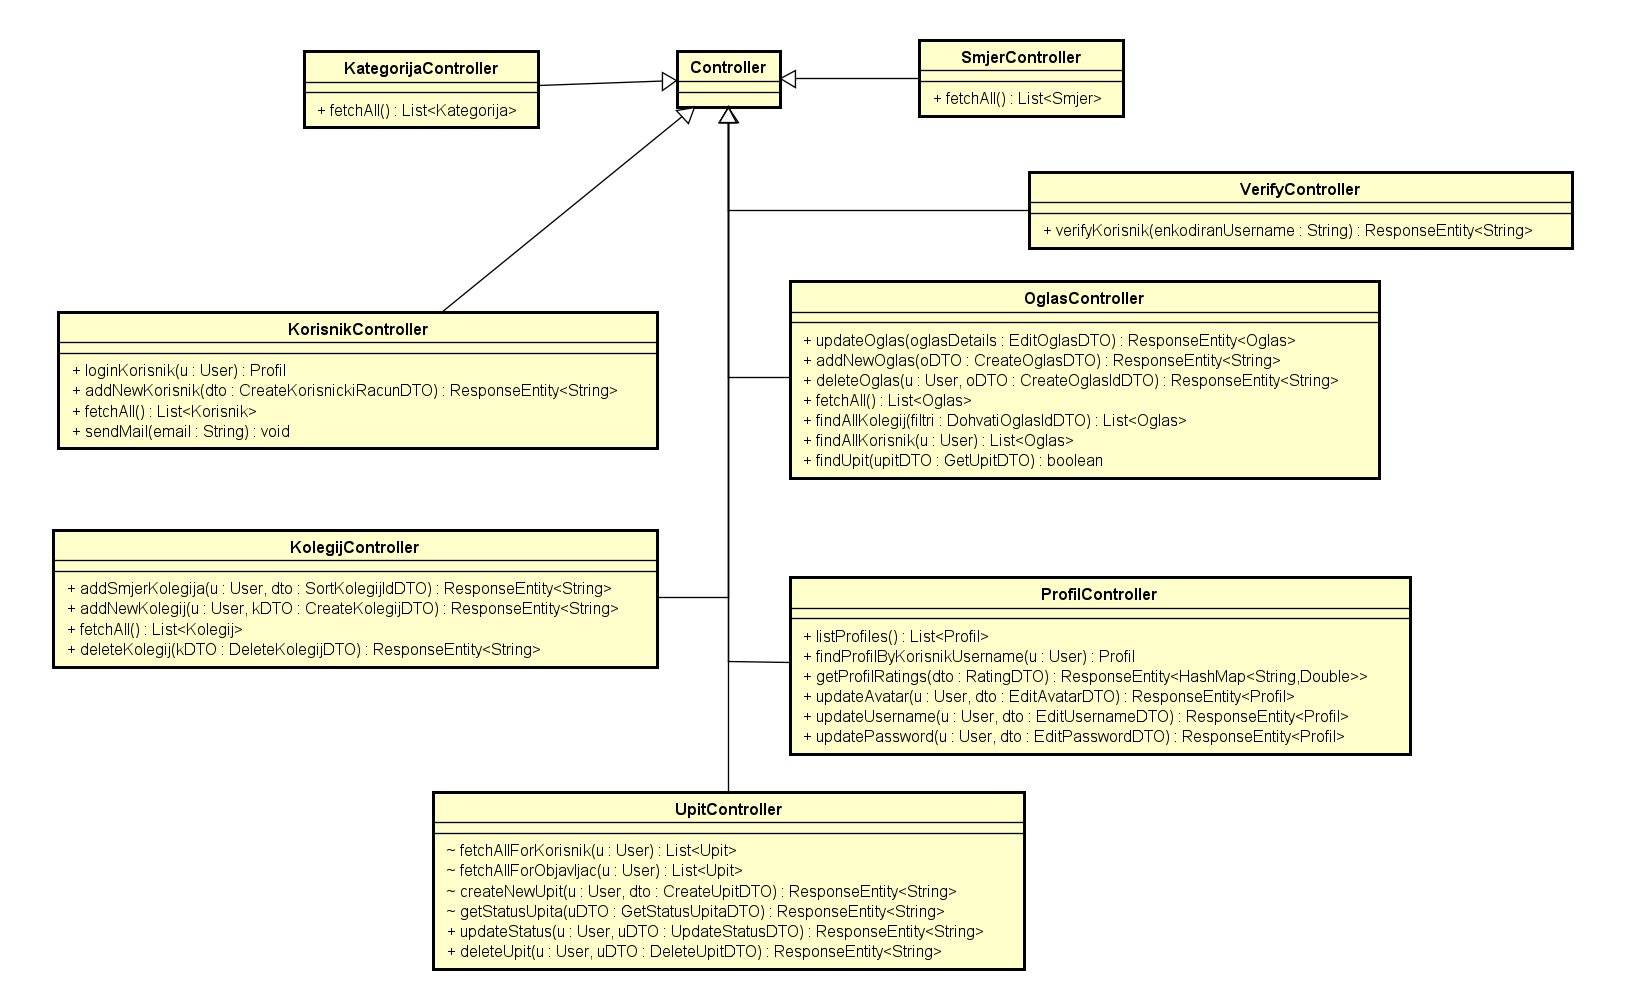 KategorijaController
+ fetchAll() : List<Kategorija>
Controller
SmjerController
+ fetchAll() : List<Smjer>
VerifyController
+ verifyKorisnik(enkodiranUsername : String) : ResponseEntity<String>
OglasController
+ updateOglas(oglasDetails : EditOglasDTO) : ResponseEntity<Oglas>
+ addNewOglas(oDTO : CreateOglasDTO) : ResponseEntity<String>
+ deleteOglas(u : User, oDTO : CreateOglasIdDTO) : ResponseEntity<String>
+ fetchAll() : List<Oglas>
+ findAllKolegij(filtri : DohvatiOglasIdDTO) : List<Oglas>
+ findAllKorisnik(u : User) : List<Oglas>
+ findUpit(upitDTO : GetUpitDTO) : boolean
KorisnikController
+ loginKorisnik(u : User) : Profil
+ addNewKorisnik(dto : CreateKorisnickiRacunDTO) : ResponseEntity<String>
+ fetchAll() : List<Korisnik>
+ sendMail(email : String) : void
KolegijController
+ addSmjerKolegija(u : User, dto : SortKolegijIdDTO) : ResponseEntity<String>
+ addNewKolegij(u : User, kDTO : CreateKolegijDTO) : ResponseEntity<String>
+ fetchAll() : List<Kolegij>
+ deleteKolegij(kDTO : DeleteKolegijDTO) : ResponseEntity<String>
ProfilController
+ listProfiles() : List<Profil>
+ findProfilByKorisnikUsername(u : User) : Profil
+ getProfilRatings(dto : RatingDTO) : ResponseEntity<HashMap<String,Double>>
+ updateAvatar(u : User, dto : EditAvatarDTO) : ResponseEntity<Profil>
+ updateUsername(u : User, dto : EditUsernameDTO) : ResponseEntity<Profil>
+ updatePassword(u : User, dto : EditPasswordDTO) : ResponseEntity<Profil>
UpitController
~ fetchAllForKorisnik(u : User) : List<Upit>
~ fetchAllForObjavljac(u : User) : List<Upit>
~ createNewUpit(u : User, dto : CreateUpitDTO) : ResponseEntity<String>
~ getStatusUpita(uDTO : GetStatusUpitaDTO) : ResponseEntity<String>
+ updateStatus(u : User, uDTO : UpdateStatusDTO) : ResponseEntity<String>
+ deleteUpit(u : User, uDTO : DeleteUpitDTO) : ResponseEntity<String>